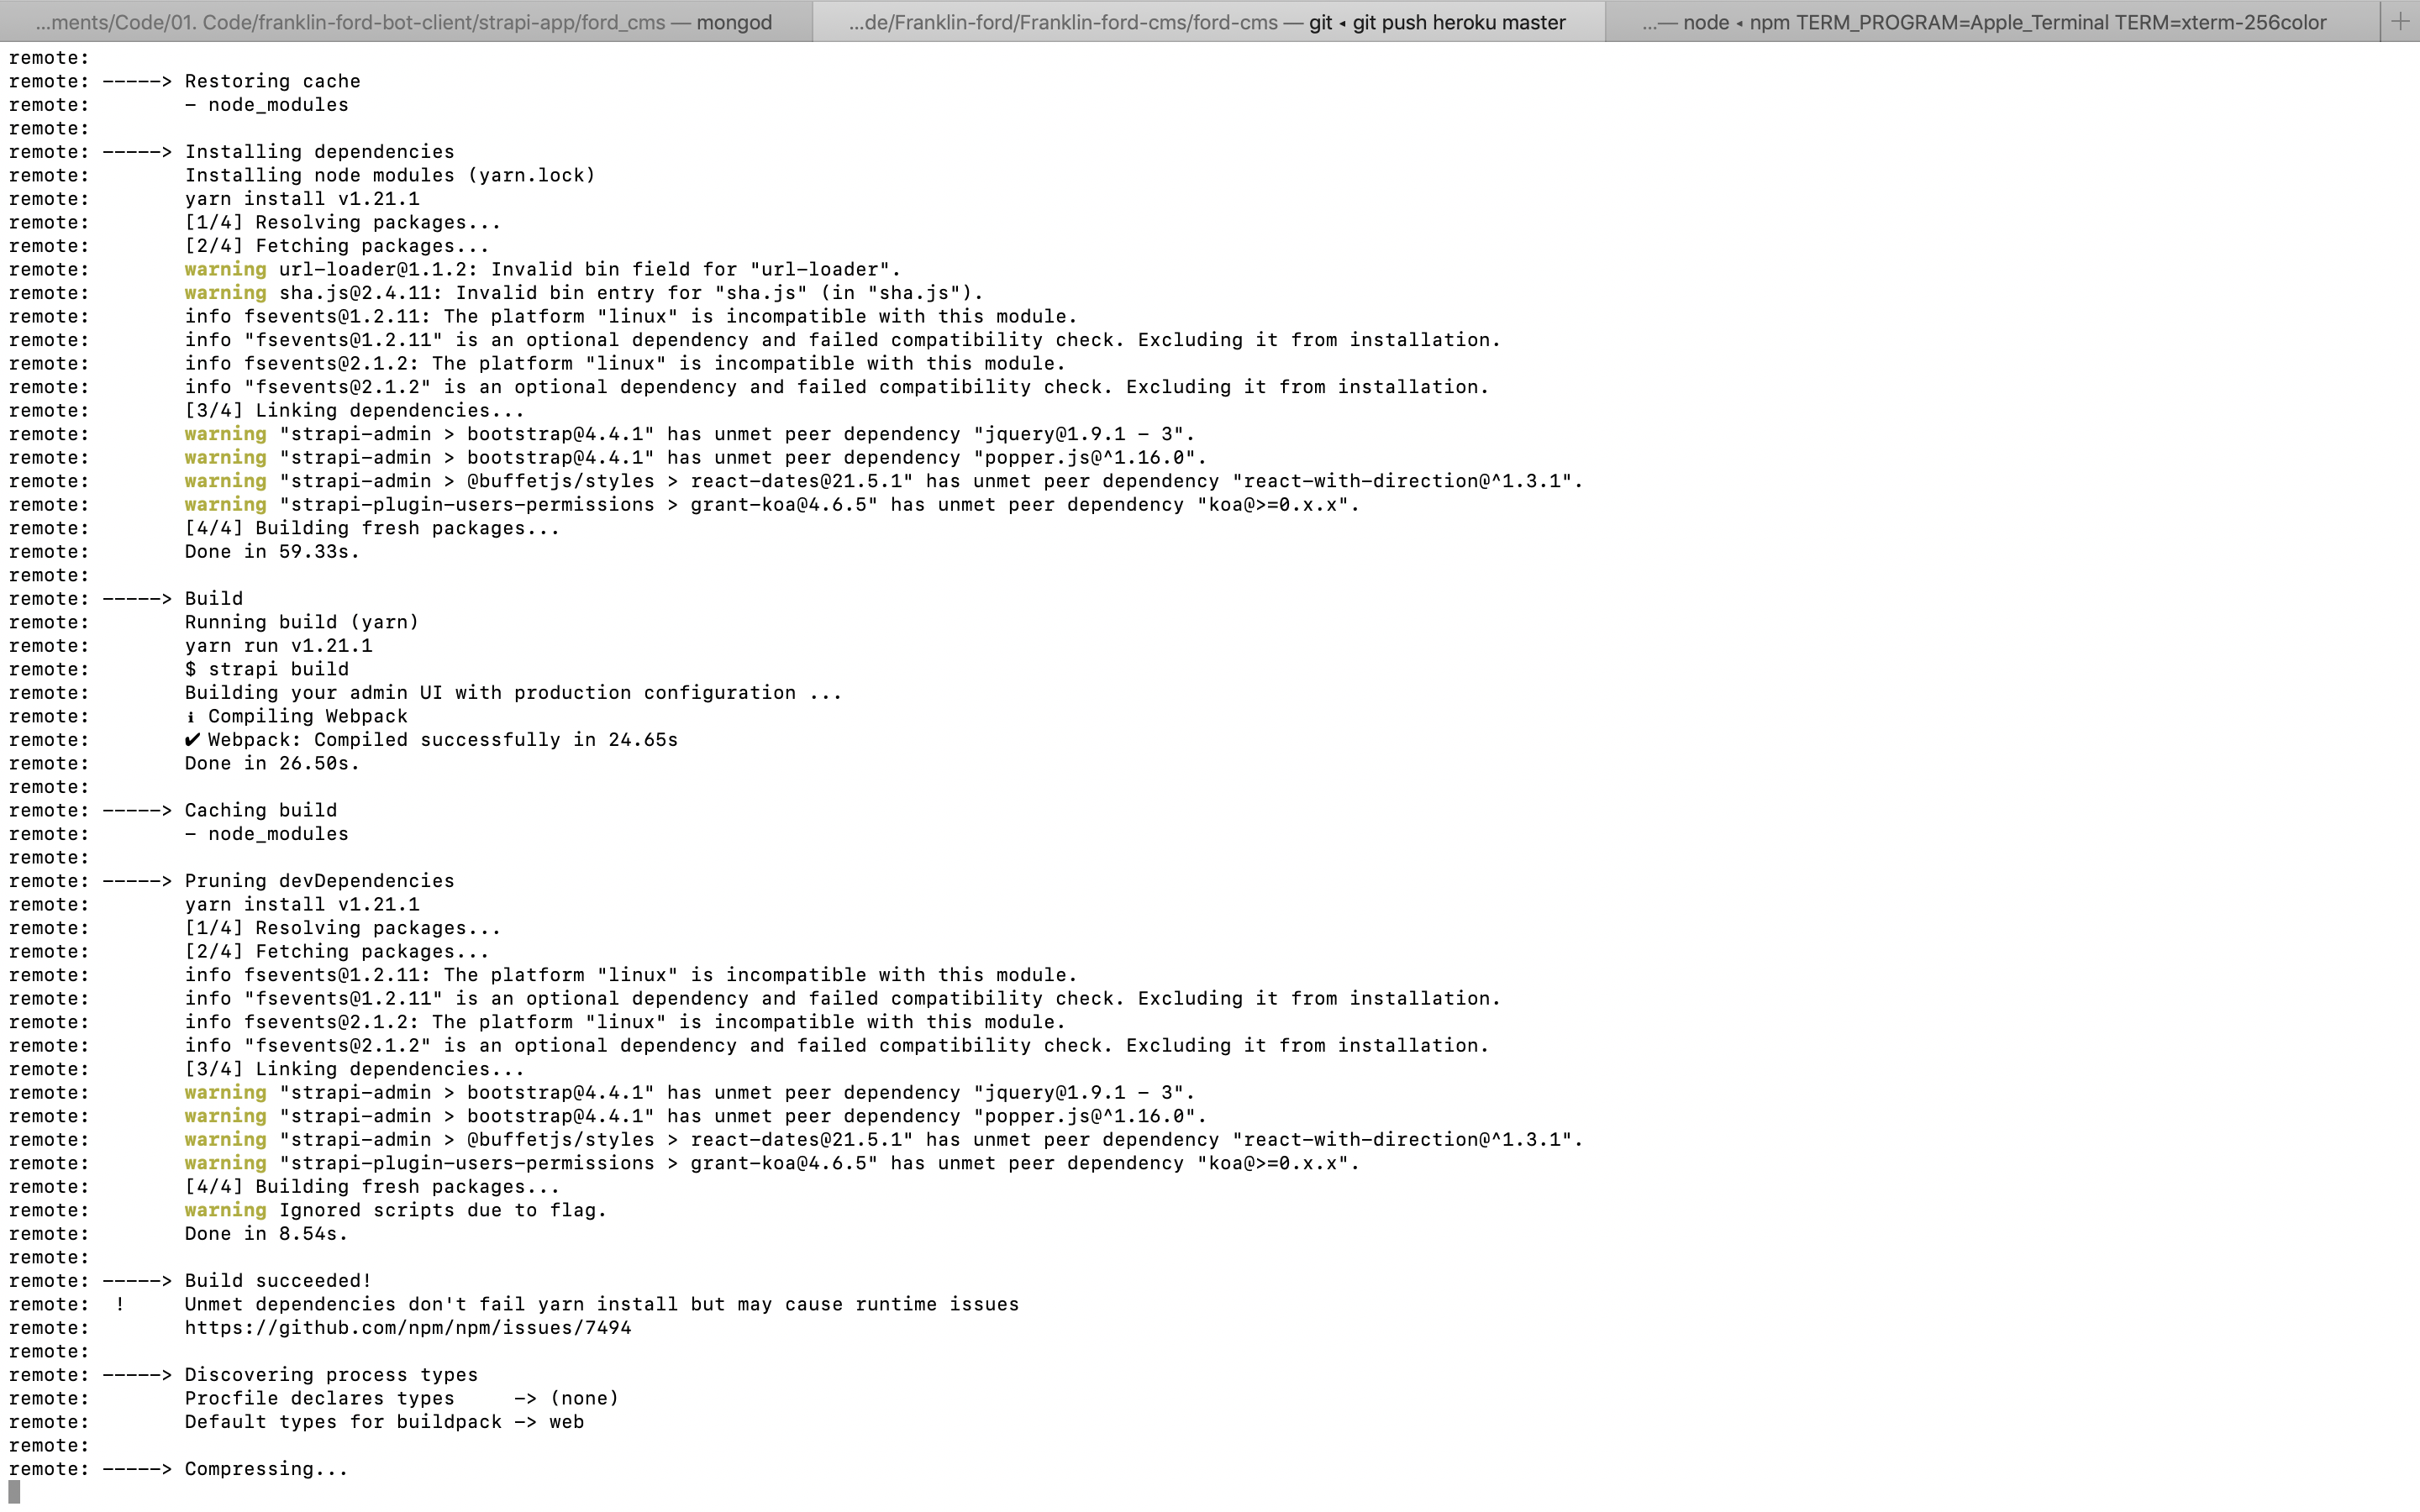 ...ments/Code/01. Code/franklin-ford-bot-client/strapi-app/ford_cms — mongod
...de/Franklin-ford/Franklin-ford-cms/ford-cms — git ◂ git push heroku master
...— node ◂ npm TERM_PROGRAM=Apple_Terminal TERM=xterm-256color
+
remote:
remote: -----> Restoring cache
remote:        - node_modules
remote:
remote: -----> Installing dependencies
remote:        Installing node modules (yarn.lock)
remote:        yarn install v1.21.1
remote:        [1/4] Resolving packages...
remote:        [2/4] Fetching packages...
remote:        warning url-loader@1.1.2: Invalid bin field for "url-loader".
remote:        warning sha.js@2.4.11: Invalid bin entry for "sha.js" (in "sha.js").
remote:        info fsevents@1.2.11: The platform "linux" is incompatible with this module.
remote:        info "fsevents@1.2.11" is an optional dependency and failed compatibility check. Excluding it from installation.
remote:        info fsevents@2.1.2: The platform "linux" is incompatible with this module.
remote:        info "fsevents@2.1.2" is an optional dependency and failed compatibility check. Excluding it from installation.
remote:        [3/4] Linking dependencies...
remote:        warning "strapi-admin > bootstrap@4.4.1" has unmet peer dependency "jquery@1.9.1 - 3".
remote:        warning "strapi-admin > bootstrap@4.4.1" has unmet peer dependency "popper.js@^1.16.0".
remote:        warning "strapi-admin > @buffetjs/styles > react-dates@21.5.1" has unmet peer dependency "react-with-direction@^1.3.1".
remote:        warning "strapi-plugin-users-permissions > grant-koa@4.6.5" has unmet peer dependency "koa@>=0.x.x".
remote:        [4/4] Building fresh packages...
remote:        Done in 59.33s.
remote:
remote: -----> Build
remote:        Running build (yarn)
remote:        yarn run v1.21.1
remote:        $ strapi build
remote:        Building your admin UI with production configuration ...
remote:        ℹ Compiling Webpack
remote:        ✔ Webpack: Compiled successfully in 24.65s
remote:        Done in 26.50s.
remote:
remote: -----> Caching build
remote:        - node_modules
remote:
remote: -----> Pruning devDependencies
remote:        yarn install v1.21.1
remote:        [1/4] Resolving packages...
remote:        [2/4] Fetching packages...
remote:        info fsevents@1.2.11: The platform "linux" is incompatible with this module.
remote:        info "fsevents@1.2.11" is an optional dependency and failed compatibility check. Excluding it from installation.
remote:        info fsevents@2.1.2: The platform "linux" is incompatible with this module.
remote:        info "fsevents@2.1.2" is an optional dependency and failed compatibility check. Excluding it from installation.
remote:        [3/4] Linking dependencies...
remote:        warning "strapi-admin > bootstrap@4.4.1" has unmet peer dependency "jquery@1.9.1 - 3".
remote:        warning "strapi-admin > bootstrap@4.4.1" has unmet peer dependency "popper.js@^1.16.0".
remote:        warning "strapi-admin > @buffetjs/styles > react-dates@21.5.1" has unmet peer dependency "react-with-direction@^1.3.1".
remote:        warning "strapi-plugin-users-permissions > grant-koa@4.6.5" has unmet peer dependency "koa@>=0.x.x".
remote:        [4/4] Building fresh packages...
remote:        warning Ignored scripts due to flag.
remote:        Done in 8.54s.
remote:
remote: -----> Build succeeded!
remote:  !     Unmet dependencies don't fail yarn install but may cause runtime issues
remote:        https://github.com/npm/npm/issues/7494
remote:
remote: -----> Discovering process types
remote:        Procfile declares types     -> (none)
remote:        Default types for buildpack -> web
remote:
remote: -----> Compressing...